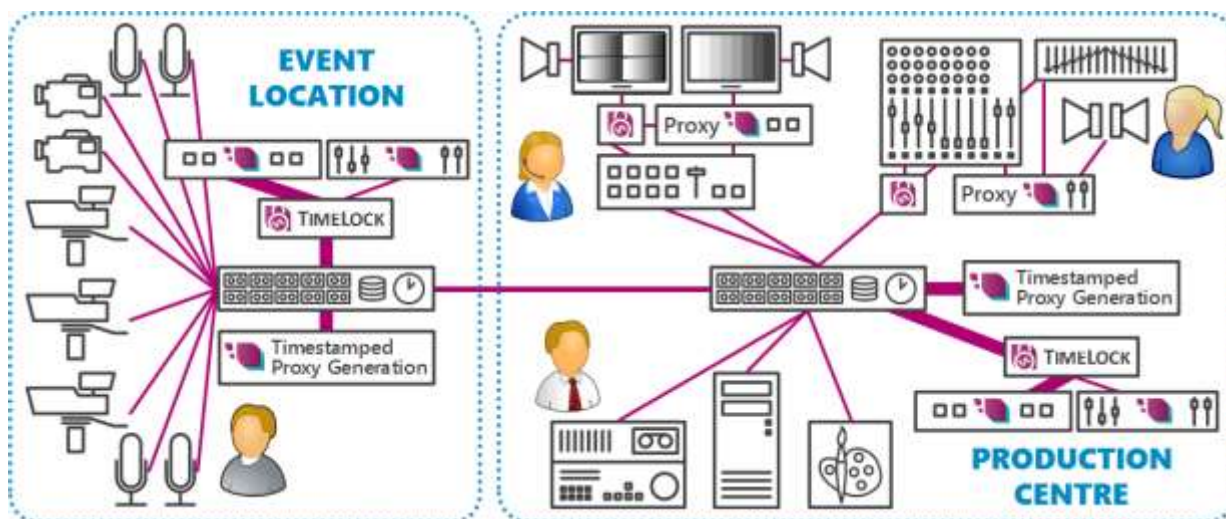 EVENT
LOCATION
TIMELOCK
Timestamped
Proxy Generation
Proxy
Proxy
Timestamped
Proxy Generation
TIMELOCK
PRODUCTION
CENTRE